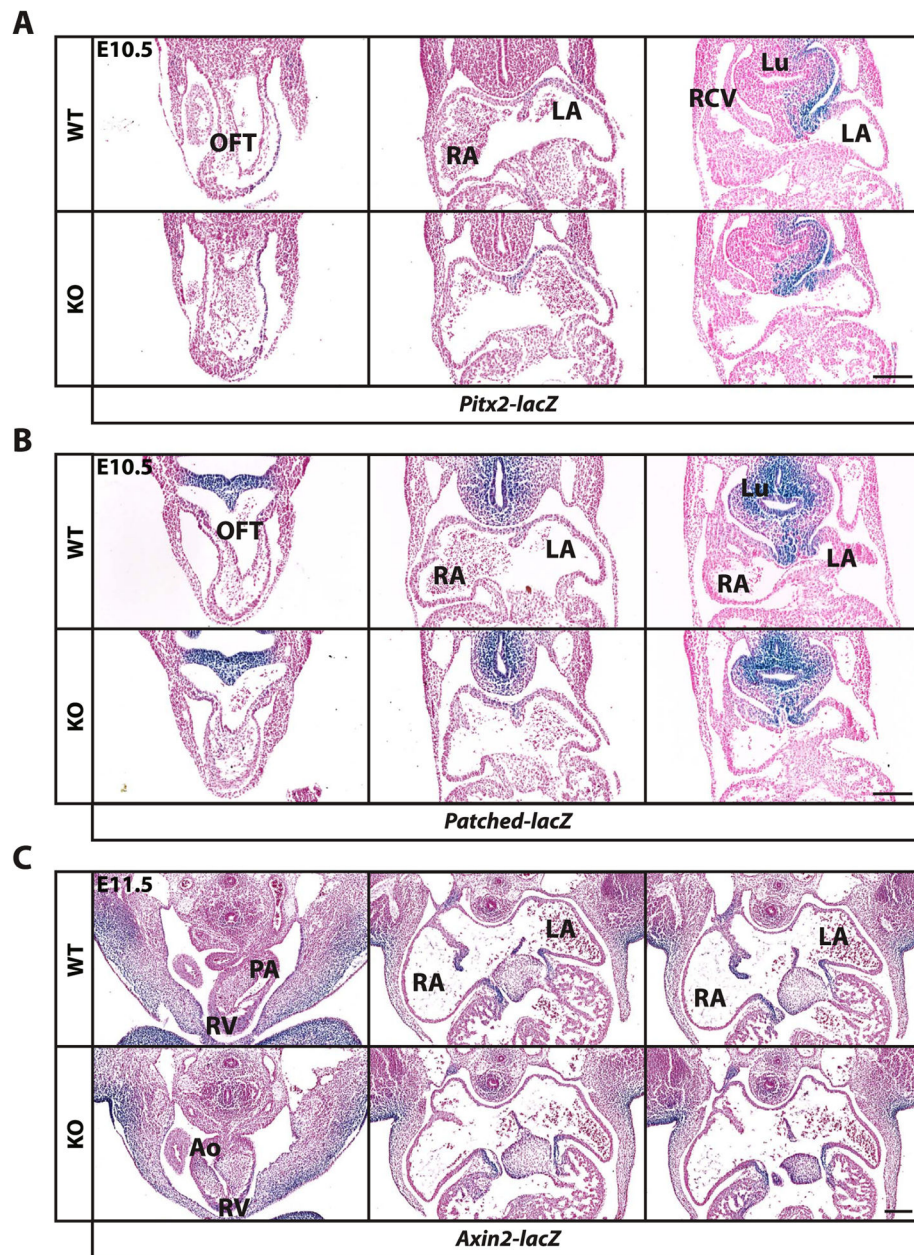 A
WT
E10.5
OFT
RA
LA
Lu
RCV
LA
KO
Pitx2-lacZ
B
WT
E10.5
OFT
RA
LA
Lu
RA
LA
KO
Patched-lacZ
C
WT
E11.5
PA
RV
RA
LA
RA
LA
KO
Ao
RV
Axin2-lacZ